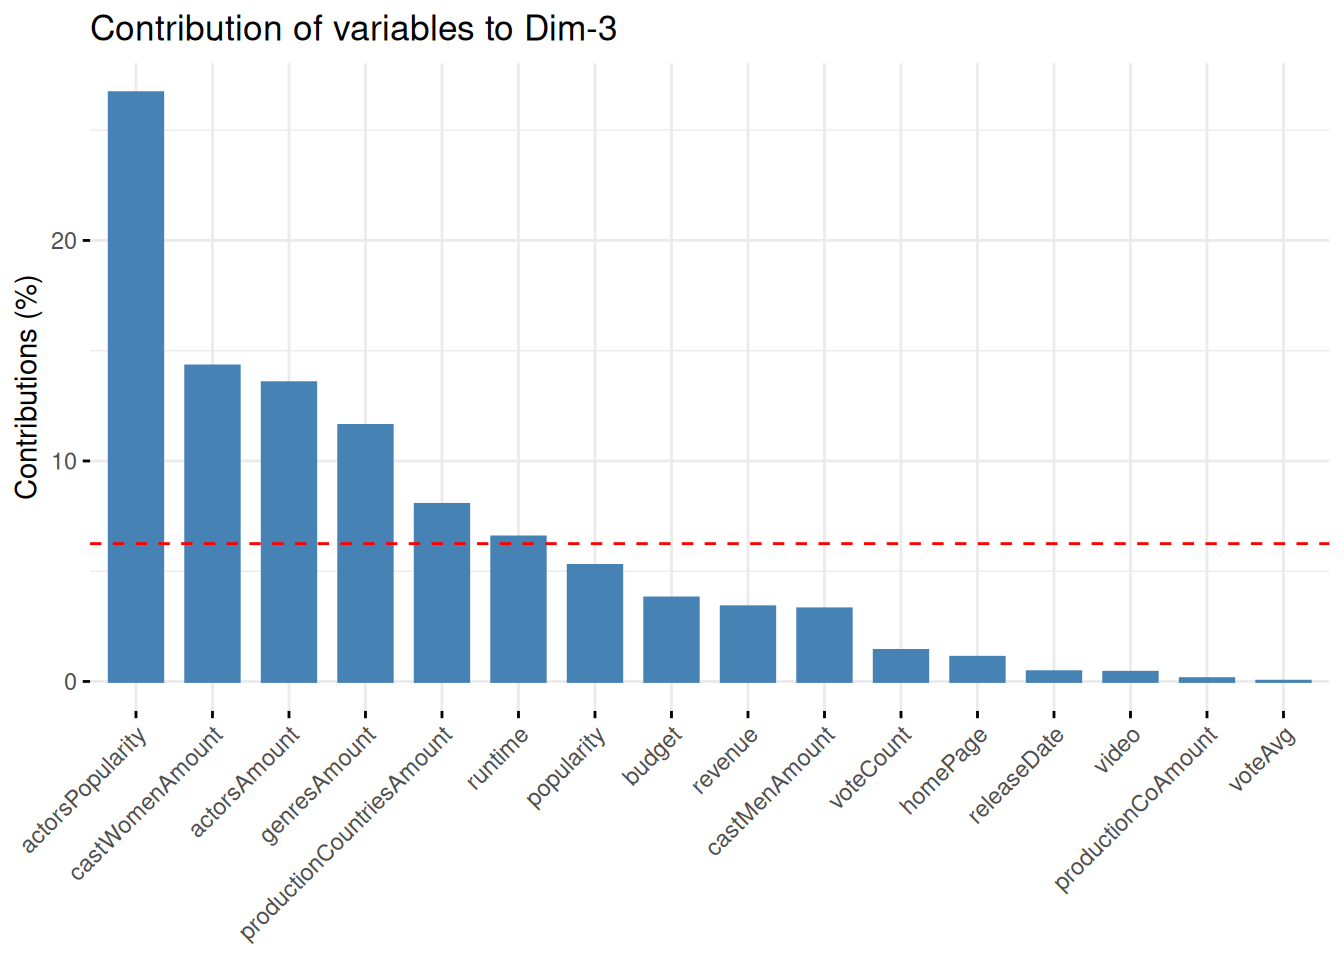 Contribution of variables to Dim-3
Contributions (%)
20
10
0
actorsPopularity
castWomenAmount
actorsAmount
genresAmount
productionCountriesAmount
runtime
popularity
budget
revenue
castMenAmount
voteCount
homePage
releaseDate
video
productionCoAmount
voteAvg